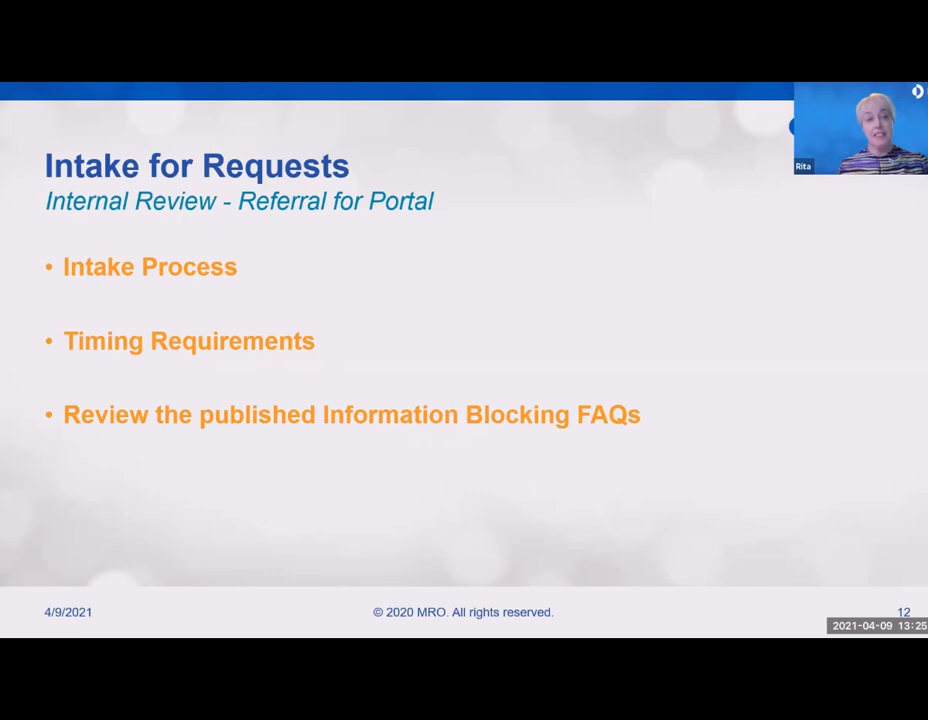 Rita
Intake for Requests
Internal Review - Referral for Portal
• Intake Process
• Timing Requirements
• Review the published Information Blocking FAQs
4/9/2021
© 2020 MRO. All rights reserved.
12
2021-04-09 13:25